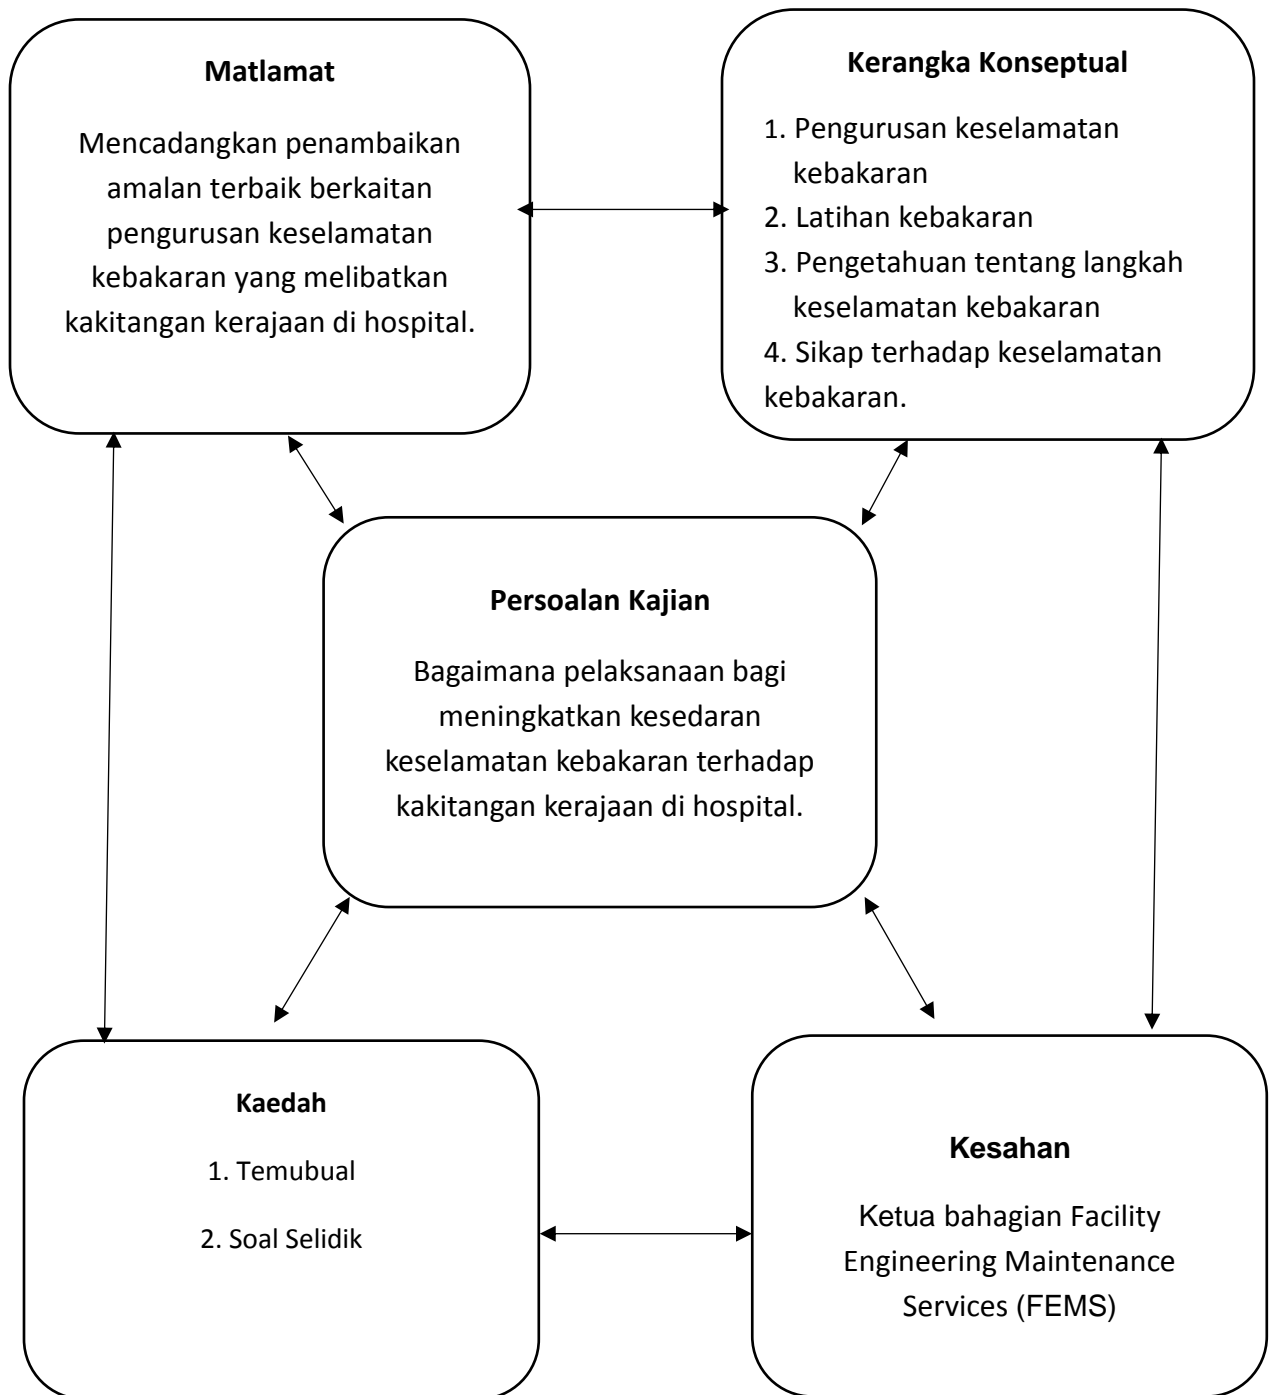 Matlamat
Mencadangkan penambaikan
amalan terbaik berkaitan
pengurusan keselamatan
kebakaran yang melibatkan
kakitangan kerajaan di hospital.
Kerangka Konseptual
1. Pengurusan keselamatan
kebakaran
2. Latihan kebakaran
3. Pengetahuan tentang langkah
keselamatan kebakaran
4. Sikap terhadap keselamatan
kebakaran.
Persoalan Kajian
Bagaimana pelaksanaan bagi
meningkatkan kesedaran
keselamatan kebakaran terhadap
kakitangan kerajaan di hospital.
Kaedah
1. Temubual
2. Soal Selidik
Kesahan
Ketua bahagian Facility
Engineering Maintenance
Services (FEMS)